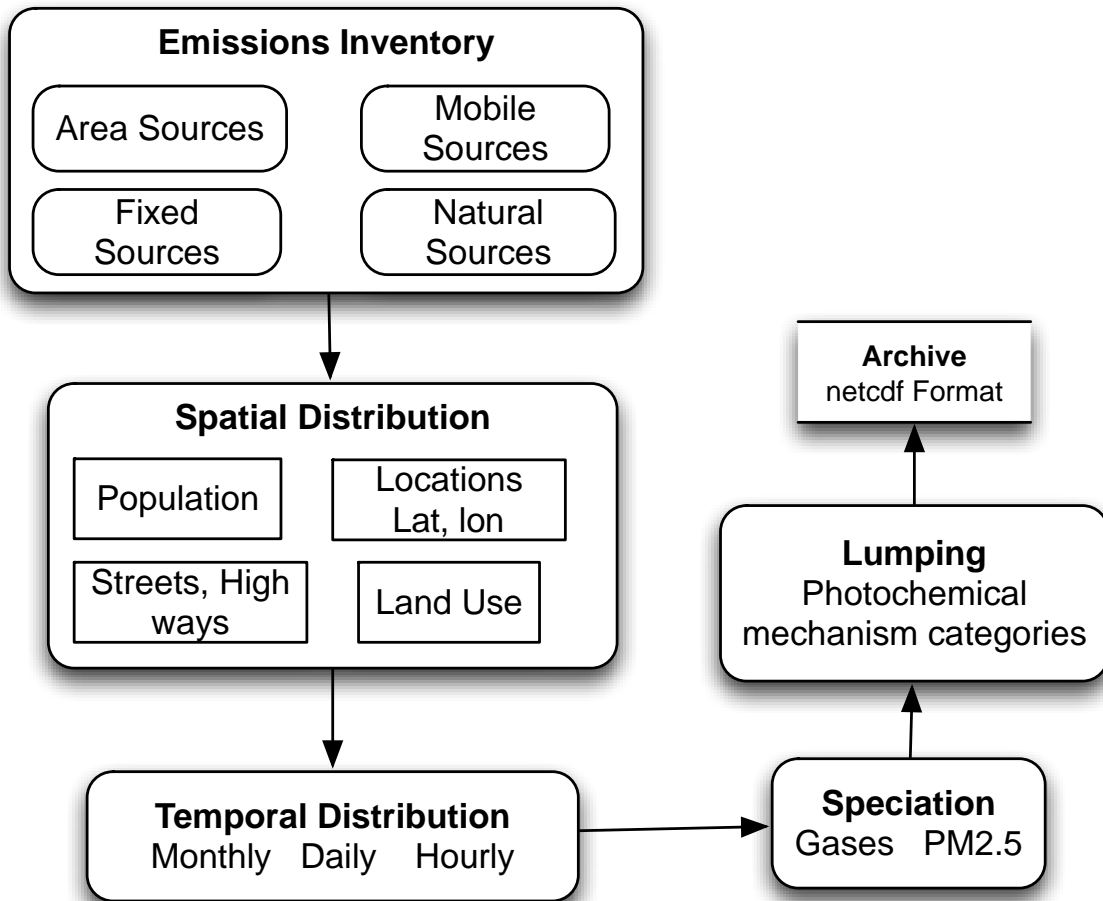 Emissions Inventory
Area Sources
Mobile
Sources
Fixed
Sources
Natural
Sources
Spatial Distribution
Population
Locations
Lat, lon
Streets, High
ways
Land Use
Temporal Distribution
Monthly Daily Hourly
Speciation
Gases PM2.5
Lumping
Photochemical
mechanism categories
Archive
netcdf Format